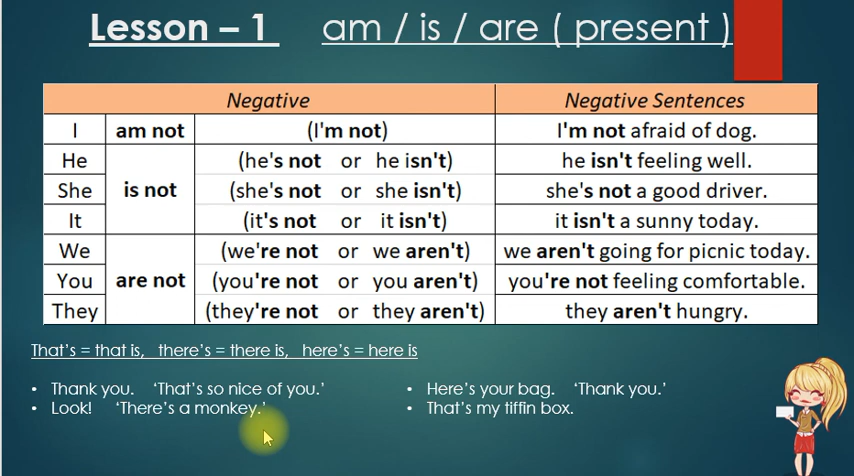 Lesson – 1 am / is / are ( present )
Negative Negative Sentences
I am not (I'm not) I'm not afraid of dog.
He (he's not or he isn't) he isn't feeling well.
She is not (she's not or she isn't) she's not a good driver.
It (it's not or it isn't) it isn't a sunny today.
We (we're not or we aren't) we aren't going for picnic today.
You are not (you're not or you aren't) you're not feeling comfortable.
They (they're not or they aren't) they aren't hungry.
That's = that is, there's = there is, here's = here is
• Thank you. ‘That's so nice of you.’
• Look! ‘There's a monkey.’
• Here's your bag. ‘Thank you.’
• That's my tiffin box.